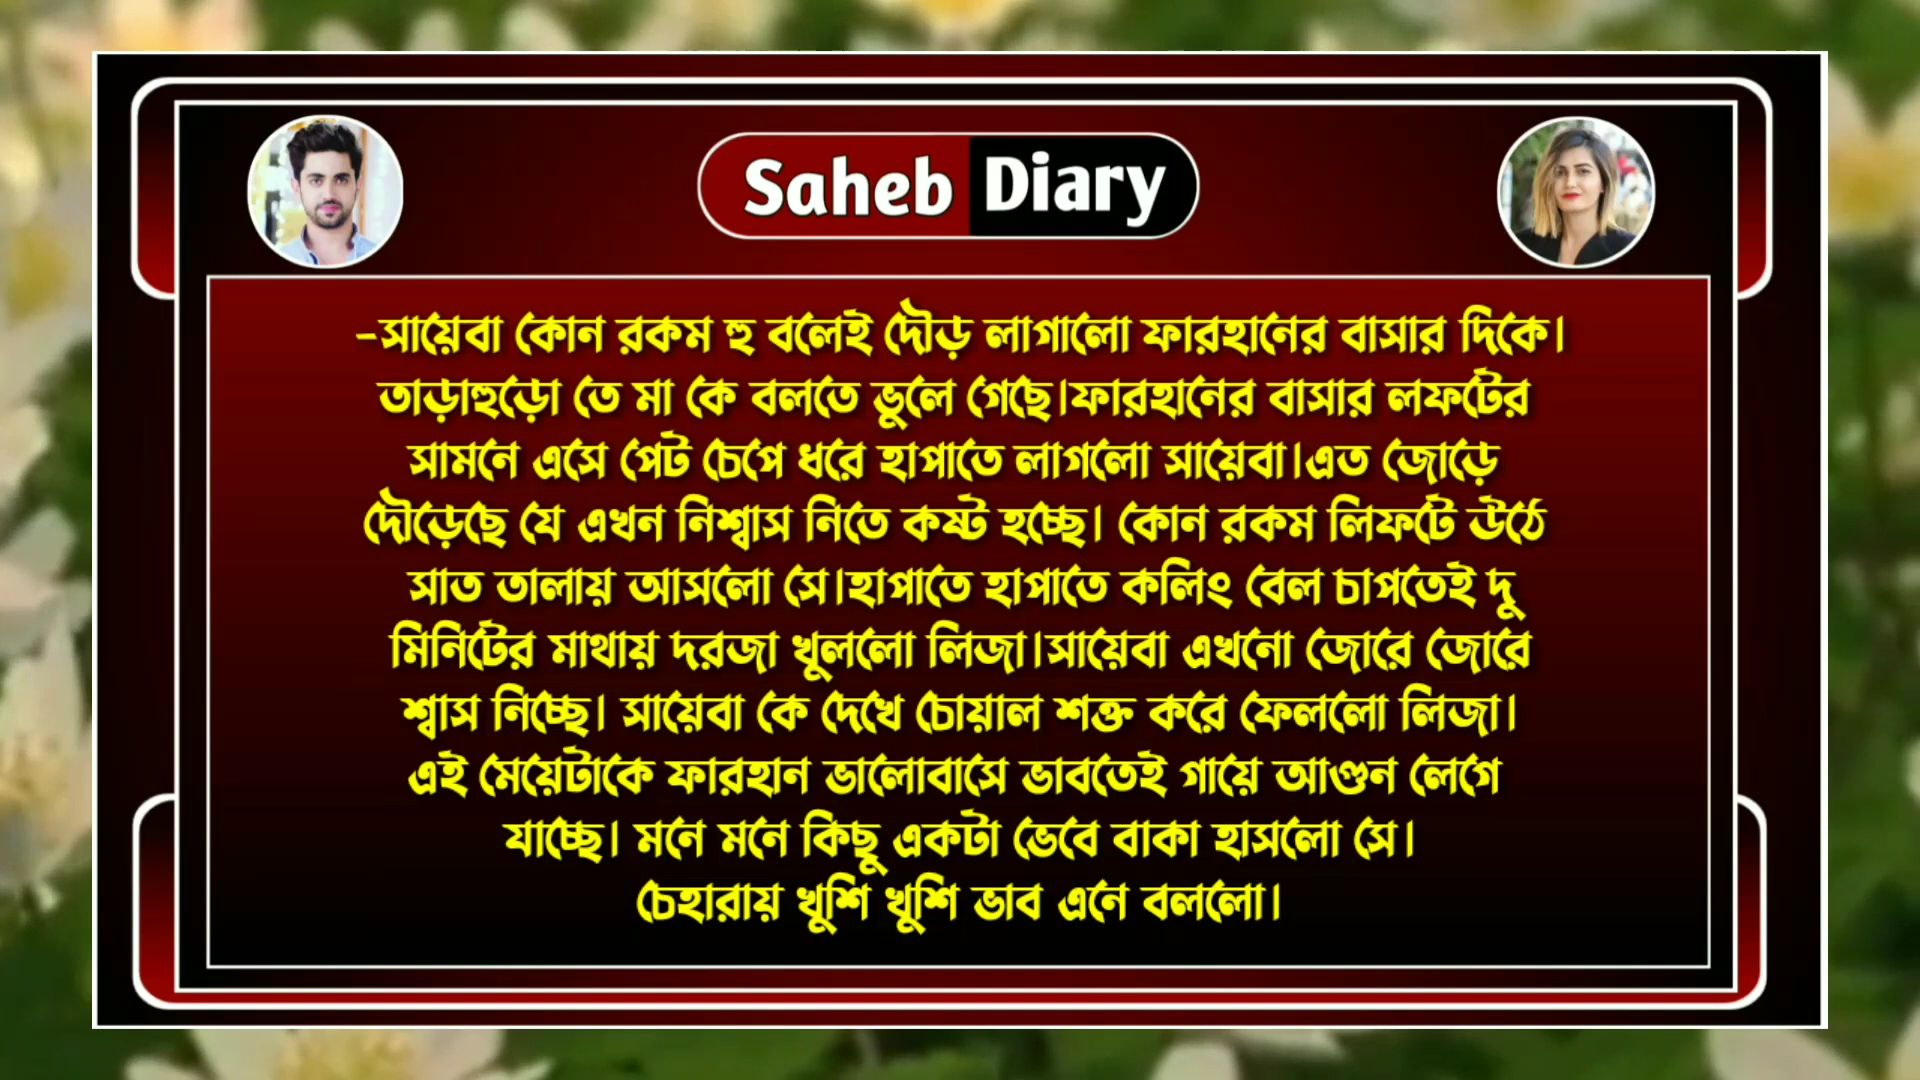 Saheb Diary
-সায়েবা কোন রকম হু বলেই দৌড় লাগালো ফারহানের বাসার দিকে।
তাড়াহুড়ো তে মা কে বলতে ভুলে গেছে।ফারহানের বাসার লফটের
সামনে এসে পেট চেপে ধরে হাপাতে লাগলো সায়েবা।এত জোড়ে
দৌড়েছে যে এখন নিশ্বাস নিতে কষ্ট হচ্ছে। কোন রকম লিফটে উঠে
সাত তালায় আসলো সে।হাপাতে হাপাতে কলিং বেল চাপতেই দু
মিনিটের মাথায় দরজা খুললো লিজা।সায়েবা এখনো জোরে জোরে
শ্বাস নিচ্ছে। সায়েবা কে দেখে চোয়াল শক্ত করে ফেললো লিজা।
এই মেয়েটাকে ফারহান ভালোবাসে ভাবতেই গায়ে আগুন লেগে
যাচ্ছে। মনে মনে কিছু একটা ভেবে বাকা হাসলো সে।
চেহারায় খুশি খুশি ভাব এনে বললো।